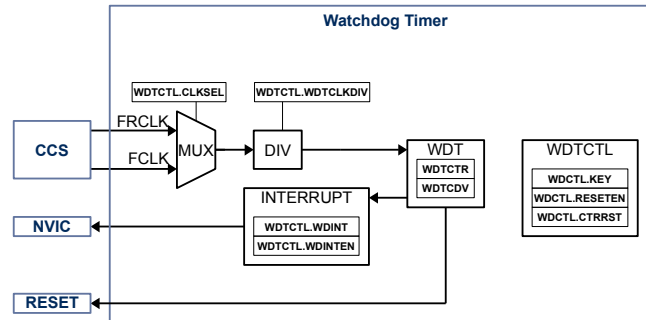 Watchdog Timer
WDTCTL.CLKSEL
WDTCTL.WDTCLKDIV
CCS
FRCLK
FCLK
MUX
DIV
WDT
WDTCTR
WDTCDV
WDTCTL
WDCTL.KEY
WDCTL.RESETEN
WDCTL.CTRRST
INTERRUPT
WDTCTL.WDINT
WDTCTL.WDINTEN
NVIC
RESET